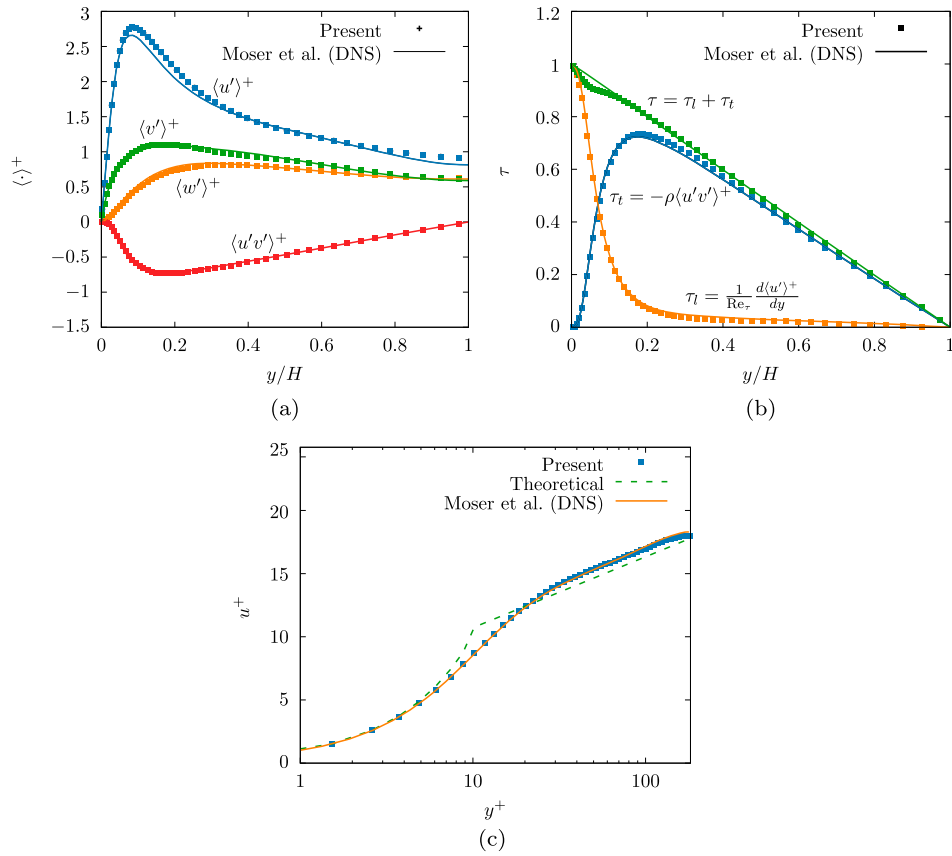 Present
Moser et al. (DNS)
3
2.5
2
1.5
1
0.5
0
−0.5
−1
−1.5
⟨·⟩⁺
⟨u′⟩⁺
⟨v′⟩⁺
⟨w′⟩⁺
⟨u′v′⟩⁺
0 0.2 0.4 0.6 0.8 1
y/H
(a)
Present
Moser et al. (DNS)
1.2
1
0.8
0.6
0.4
0.2
0
τ
τ = τ_l + τ_t
τ_t = −ρ⟨u′v′⟩⁺
τ_l = \frac{1}{Re_τ} \frac{d⟨u′⟩⁺}{dy}
0 0.2 0.4 0.6 0.8 1
y/H
(b)
Present
Theoretical
Moser et al. (DNS)
25
20
15
10
5
0
u⁺
1 10 100
y⁺
(c)